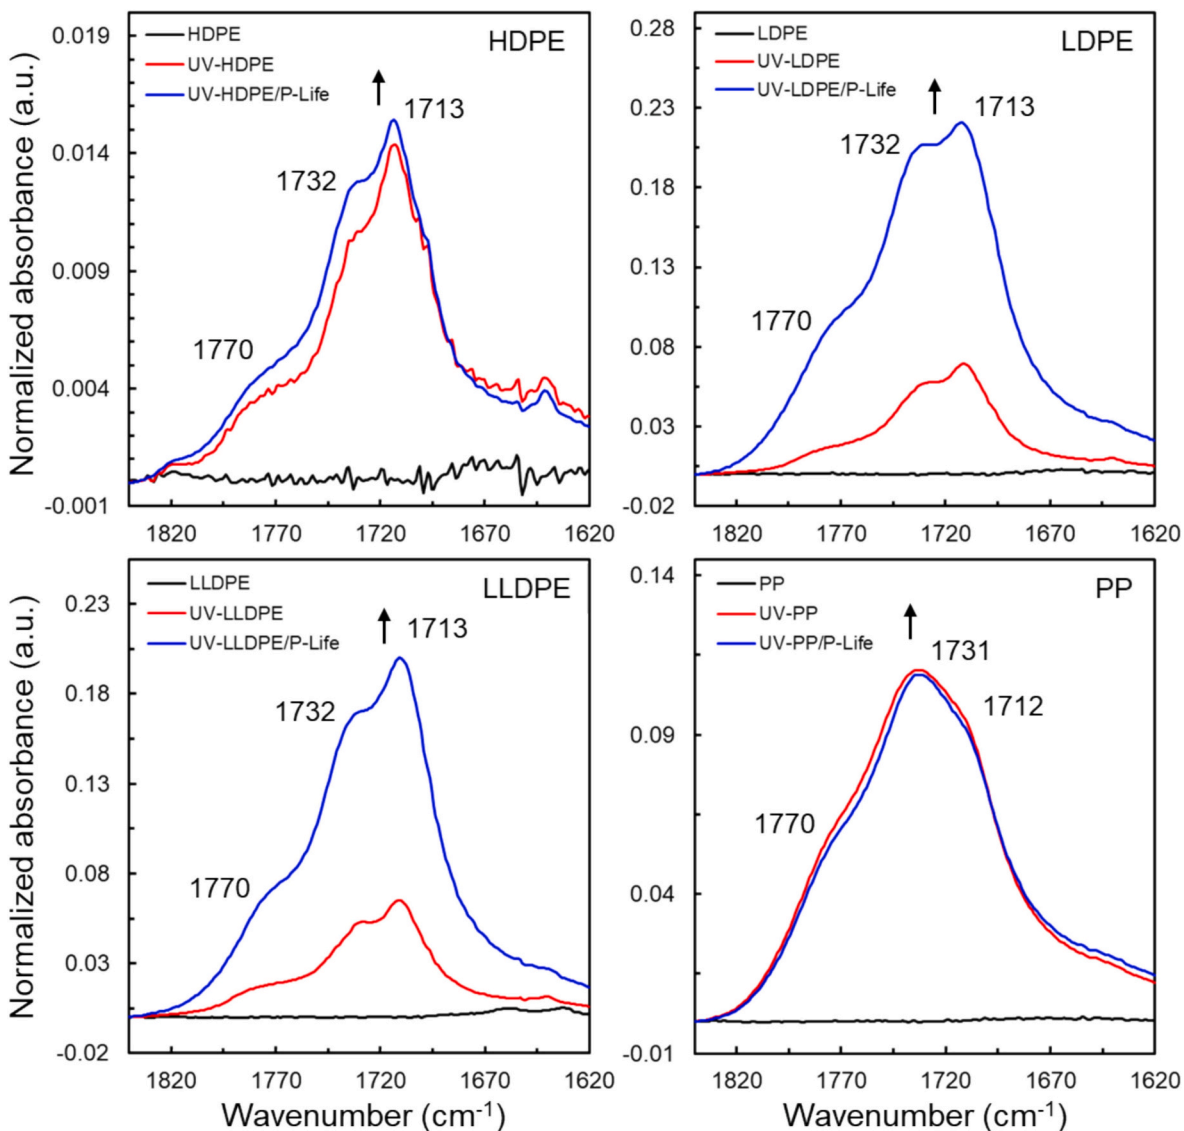 Normalized absorbance (a.u.)
0.019
0.014
0.009
0.004
-0.001
HDPE
UV-HDPE
UV-HDPE/P-Life
HDPE
1713
1732
1770
1820 1770 1720 1670 1620
0.28
0.23
0.18
0.13
0.08
0.03
-0.02
LDPE
UV-LDPE
UV-LDPE/P-Life
LDPE
1713
1732
1770
1820 1770 1720 1670 1620
Normalized absorbance (a.u.)
0.23
0.18
0.13
0.08
0.03
-0.02
LLDPE
UV-LLDPE
UV-LLDPE/P-Life
LLDPE
1713
1732
1770
1820 1770 1720 1670 1620
Wavenumber (cm⁻¹)
0.14
0.09
0.04
-0.01
PP
UV-PP
UV-PP/P-Life
PP
1731
1712
1770
1820 1770 1720 1670 1620
Wavenumber (cm⁻¹)